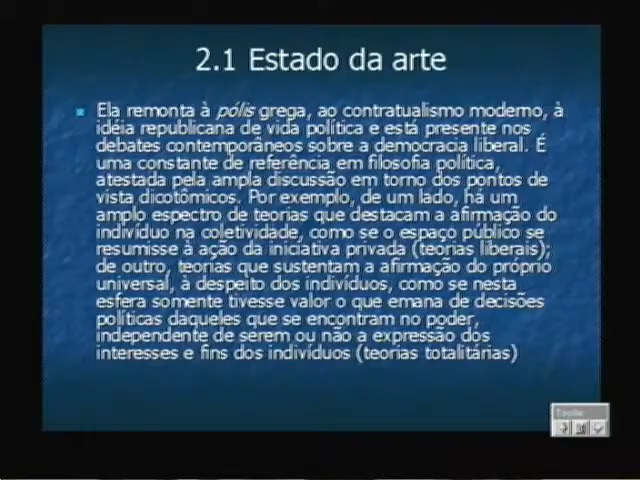 2.1 Estado da arte
Ela remonta à pólis grega, ao contratualismo moderno, à
idéia republicana de vida política e está presente nos
debates contemporâneos sobre a democracia liberal. É
uma constante de referência em filosofia política,
atestada pela ampla discussão em torno dos pontos de
vista dicotômicos. Por exemplo, de um lado, há um
amplo espectro de teorias que destacam a afirmação do
indivíduo na coletividade, como se o espaço público se
resumisse à ação da iniciativa privada (teorias liberais);
de outro, teorias que sustentam a afirmação do próprio
universal, à despeito dos indivíduos, como se nesta
esfera somente tivesse valor o que emana de decisões
políticas daqueles que se encontram no poder,
independente de serem ou não a expressão dos
interesses e fins dos indivíduos (teorias totalitárias)